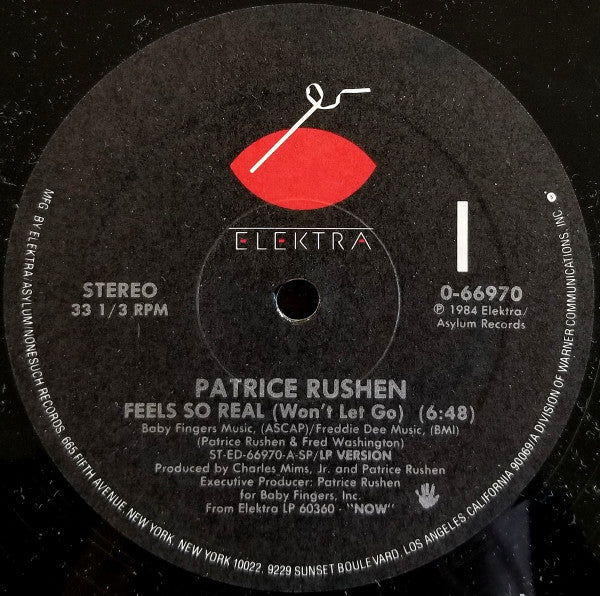 ELEKTRA
1
STEREO
33 1/3 RPM
0-66970
℗ 1984 Elektra/
Asylum Records
PATRICE RUSHEN
FEELS SO REAL (Won't Let Go) (6:48)
Baby Fingers Music, (ASCAP)/Freddie Dee Music, (BMI)
(Patrice Rushen & Fred Washington)
ST-ED-66970-A-SP/LP VERSION
Produced by Charles Mims, Jr. and Patrice Rushen
Executive Producer: Patrice Rushen
for Baby Fingers, Inc.
From Elektra LP 60360 · "NOW"
MFG. BY ELEKTRA/ASYLUM/NONESUCH RECORDS, 665 FIFTH AVENUE, NEW YORK, NEW YORK 10022. 9229 SUNSET BOULEVARD, LOS ANGELES, CALIFORNIA 90069/A DIVISION OF WARNER COMMUNICATIONS, INC.